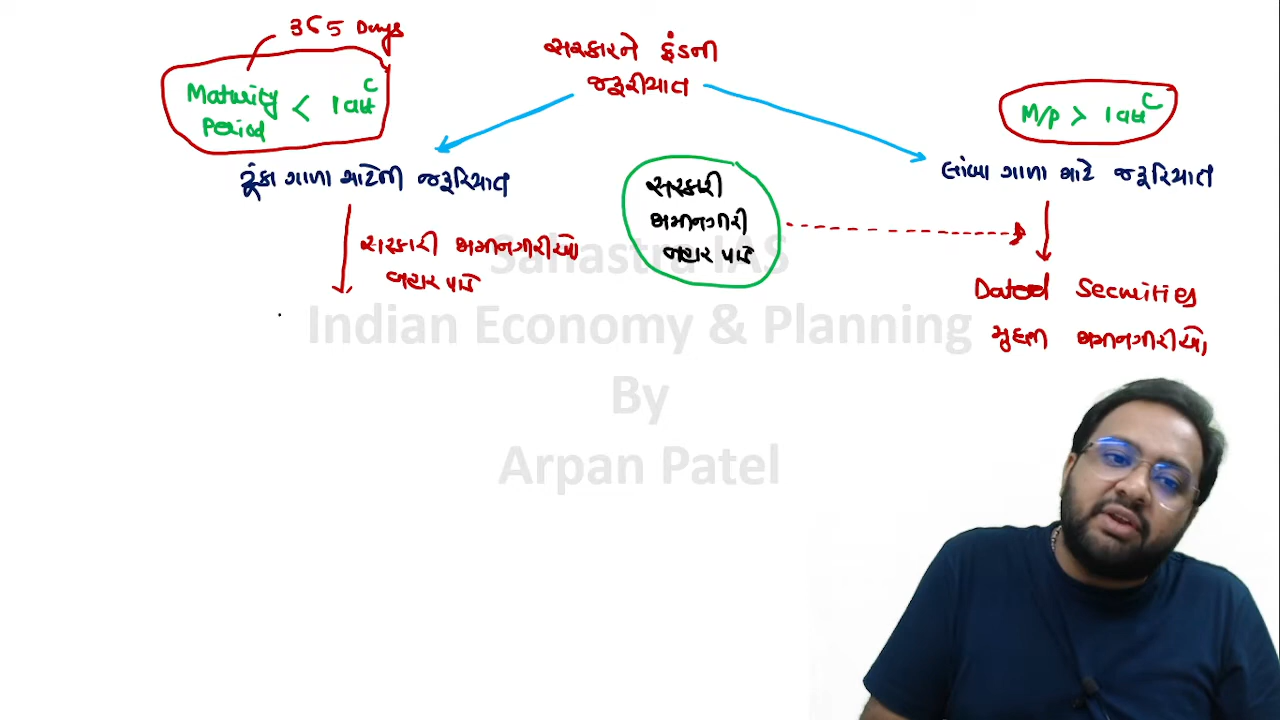 365 Days
સરકારને ફંડની
જરૂરીયાત
Maturity < 1 વર્ષ
Period
M/P > 1 વર્ષ
ટૂંકા ગાળા માટેની જરૂરિયાત
લાંબા ગાળા માટે જરૂરિયાત
સરકારી
જામીનગીરી
બહાર પાડે
સરકારી જામીનગીરીઓ
બહાર પાડે
Dated Securities
મુદ્દતી જામીનગીરીઓ
Sahastra IAS
Indian Economy & Planning
By
Arpan Patel